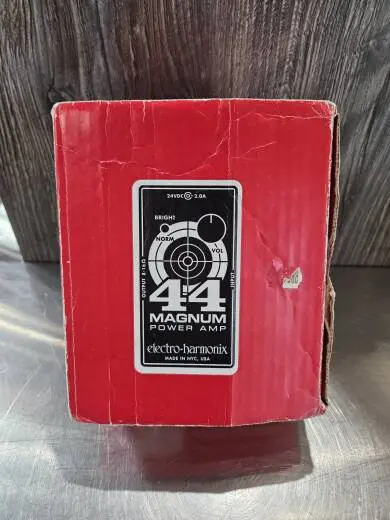 24VDC 2.0A
BRIGHT
NORM
VOL
OUTPUT 8-16Ω
INPUT
44
MAGNUM
POWER AMP
electro-harmonix
MADE IN NYC, USA